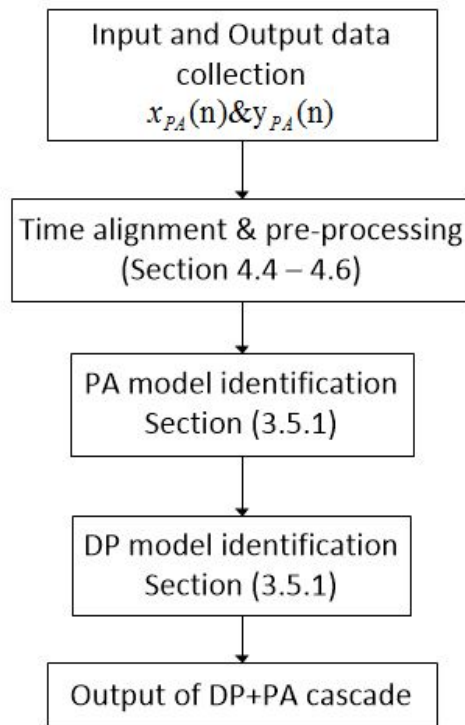 Input and Output data
collection
x_PA(n)&y_PA(n)
Time alignment & pre-processing
(Section 4.4 – 4.6)
PA model identification
Section (3.5.1)
DP model identification
Section (3.5.1)
Output of DP+PA cascade